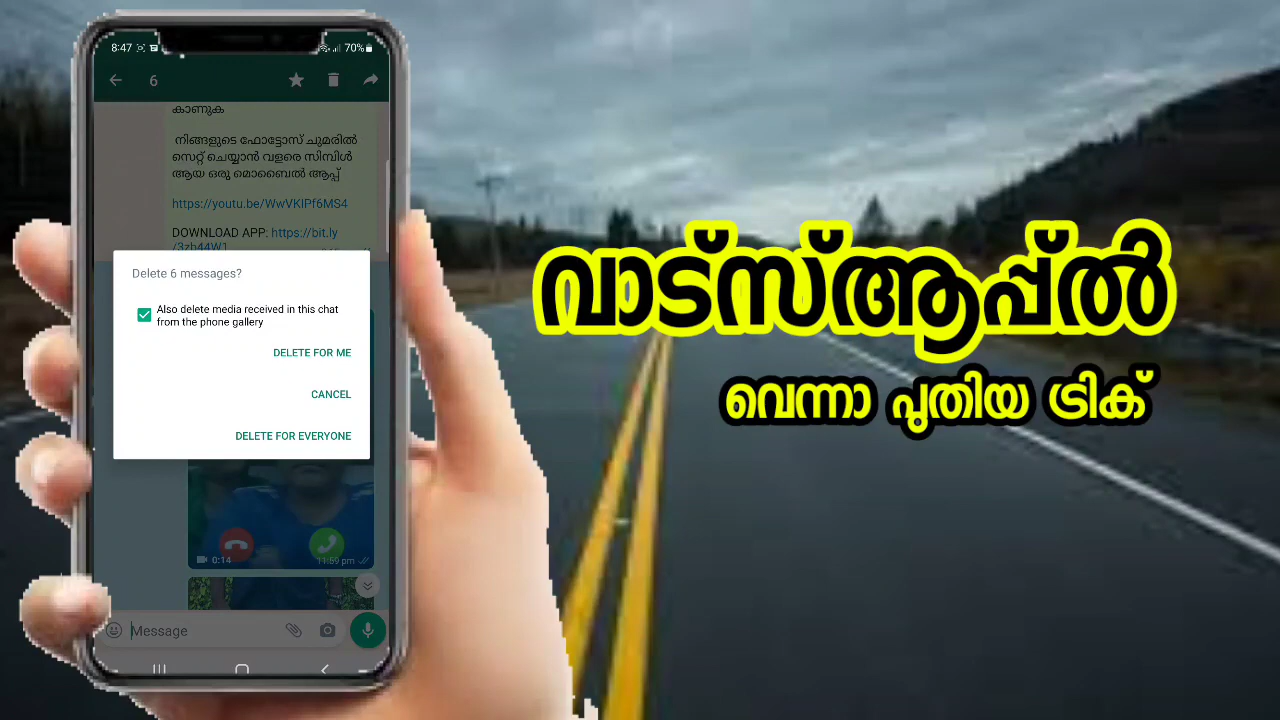 8:47
70%
6
കാണുക
നിങ്ങളുടെ ഫോട്ടോസ് ചുമരിൽ
സെറ്റ് ചെയ്യാൻ വളരെ സിമ്പിൾ
ആയ ഒരു മൊബൈൽ ആപ്പ്
https://youtu.be/WwVKlPf6MS4
DOWNLOAD APP: https://bit.ly
/3zh44W1
Delete 6 messages?
Also delete media received in this chat
from the phone gallery
DELETE FOR ME
CANCEL
DELETE FOR EVERYONE
0:14
11:59 pm
Message
വാട്സ്ആപ്പ്ൽ
വെന്നാ പുതിയ ട്രിക്